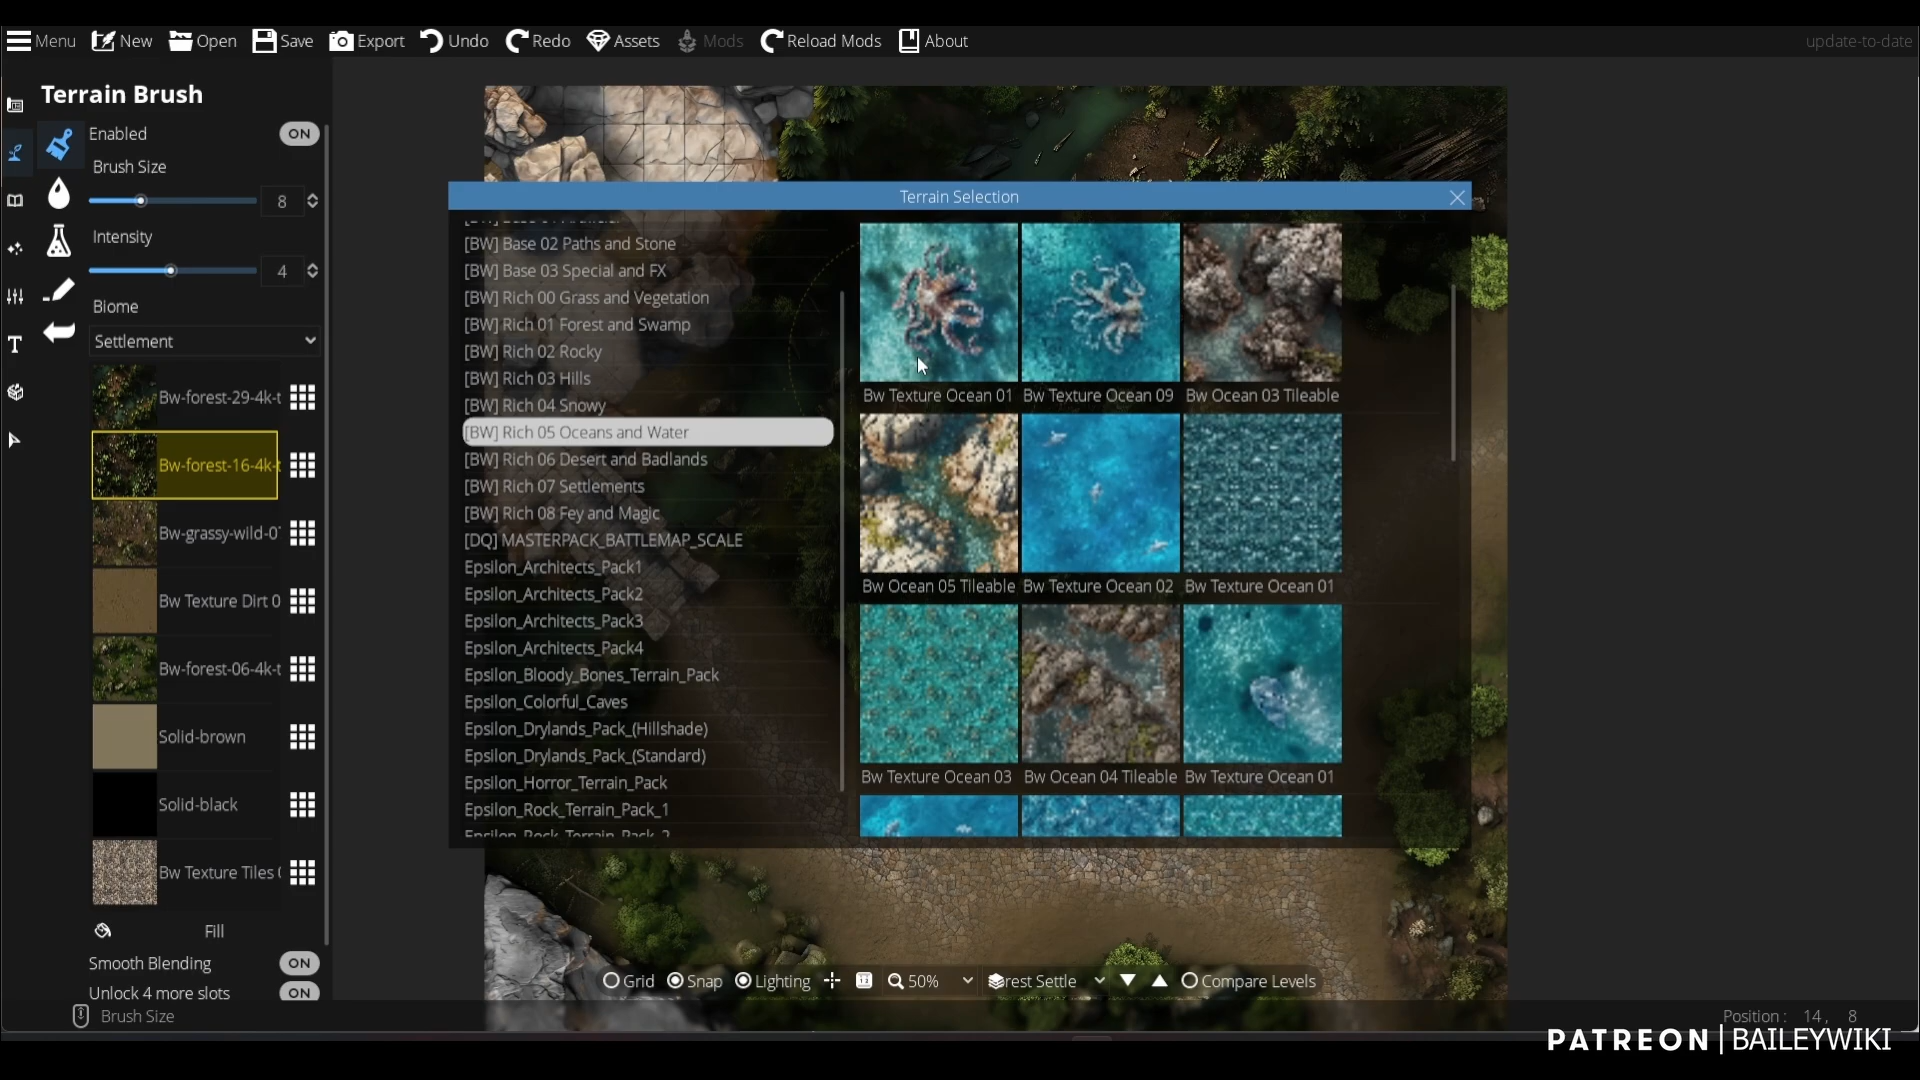 Menu New Open Save Export Undo Redo Assets Mods Reload Mods About update-to-date
Terrain Brush
Enabled ON
Brush Size
8
Intensity
4
Biome
Settlement
Bw-forest-29-4k-t
Bw-forest-16-4k-t
Bw-grassy-wild-0
Bw Texture Dirt 0
Bw-forest-06-4k-t
Solid-brown
Solid-black
Bw Texture Tiles
Fill
Smooth Blending ON
Unlock 4 more slots ON
Brush Size
Terrain Selection
[BW] Base 02 Paths and Stone
[BW] Base 03 Special and FX
[BW] Rich 00 Grass and Vegetation
[BW] Rich 01 Forest and Swamp
[BW] Rich 02 Rocky
[BW] Rich 03 Hills
[BW] Rich 04 Snowy
[BW] Rich 05 Oceans and Water
[BW] Rich 06 Desert and Badlands
[BW] Rich 07 Settlements
[BW] Rich 08 Fey and Magic
[DQ] MASTERPACK_BATTLEMAP_SCALE
Epsilon_Architects_Pack1
Epsilon_Architects_Pack2
Epsilon_Architects_Pack3
Epsilon_Architects_Pack4
Epsilon_Bloody_Bones_Terrain_Pack
Epsilon_Colorful_Caves
Epsilon_Drylands_Pack_(Hillshade)
Epsilon_Drylands_Pack_(Standard)
Epsilon_Horror_Terrain_Pack
Epsilon_Rock_Terrain_Pack_1
Epsilon_Rock_Terrain_Pack_2
Bw Texture Ocean 01 Bw Texture Ocean 09 Bw Ocean 03 Tileable
Bw Ocean 05 Tileable Bw Texture Ocean 02 Bw Texture Ocean 01
Bw Texture Ocean 03 Bw Ocean 04 Tileable Bw Texture Ocean 01
Grid Snap Lighting 50% rest Settle Compare Levels
Position : 14, 8
PATREON | BAILEYWIKI